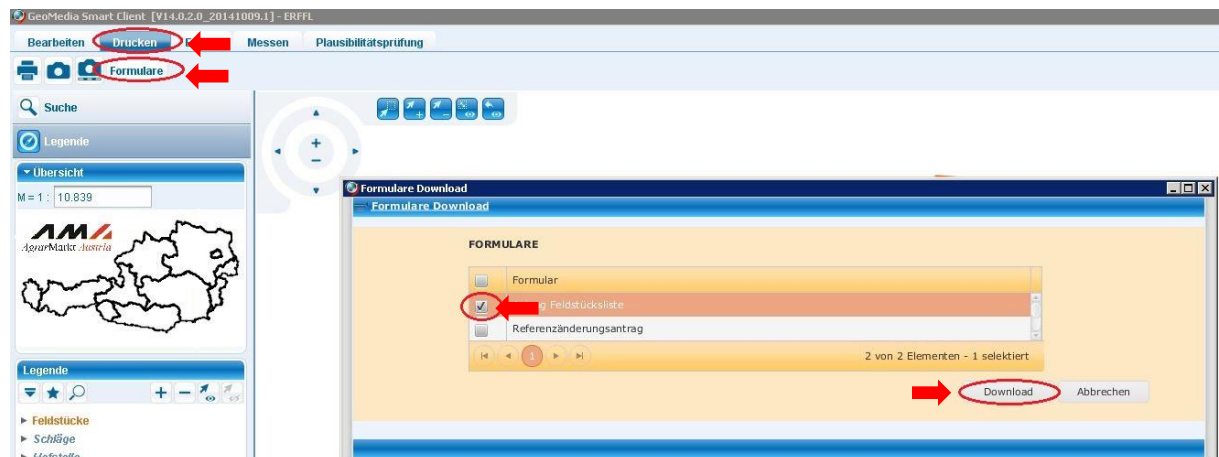 GeoMedia Smart Client [V14.0.2.0_20141009.1] - ERFFL
Bearbeiten Drucken Messen Plausibilitätsprüfung
Formulare
Suche
Legende
Übersicht
M = 1 : 10.839
AMA
AgrarMarkt Austria
Legende
Feldstücke
Schläge
Hofstelle
Formulare Download
Formulare Download
FORMULARE
Formular
Feldstücksliste
Referenzänderungsantrag
1
2 von 2 Elementen - 1 selektiert
Download Abbrechen